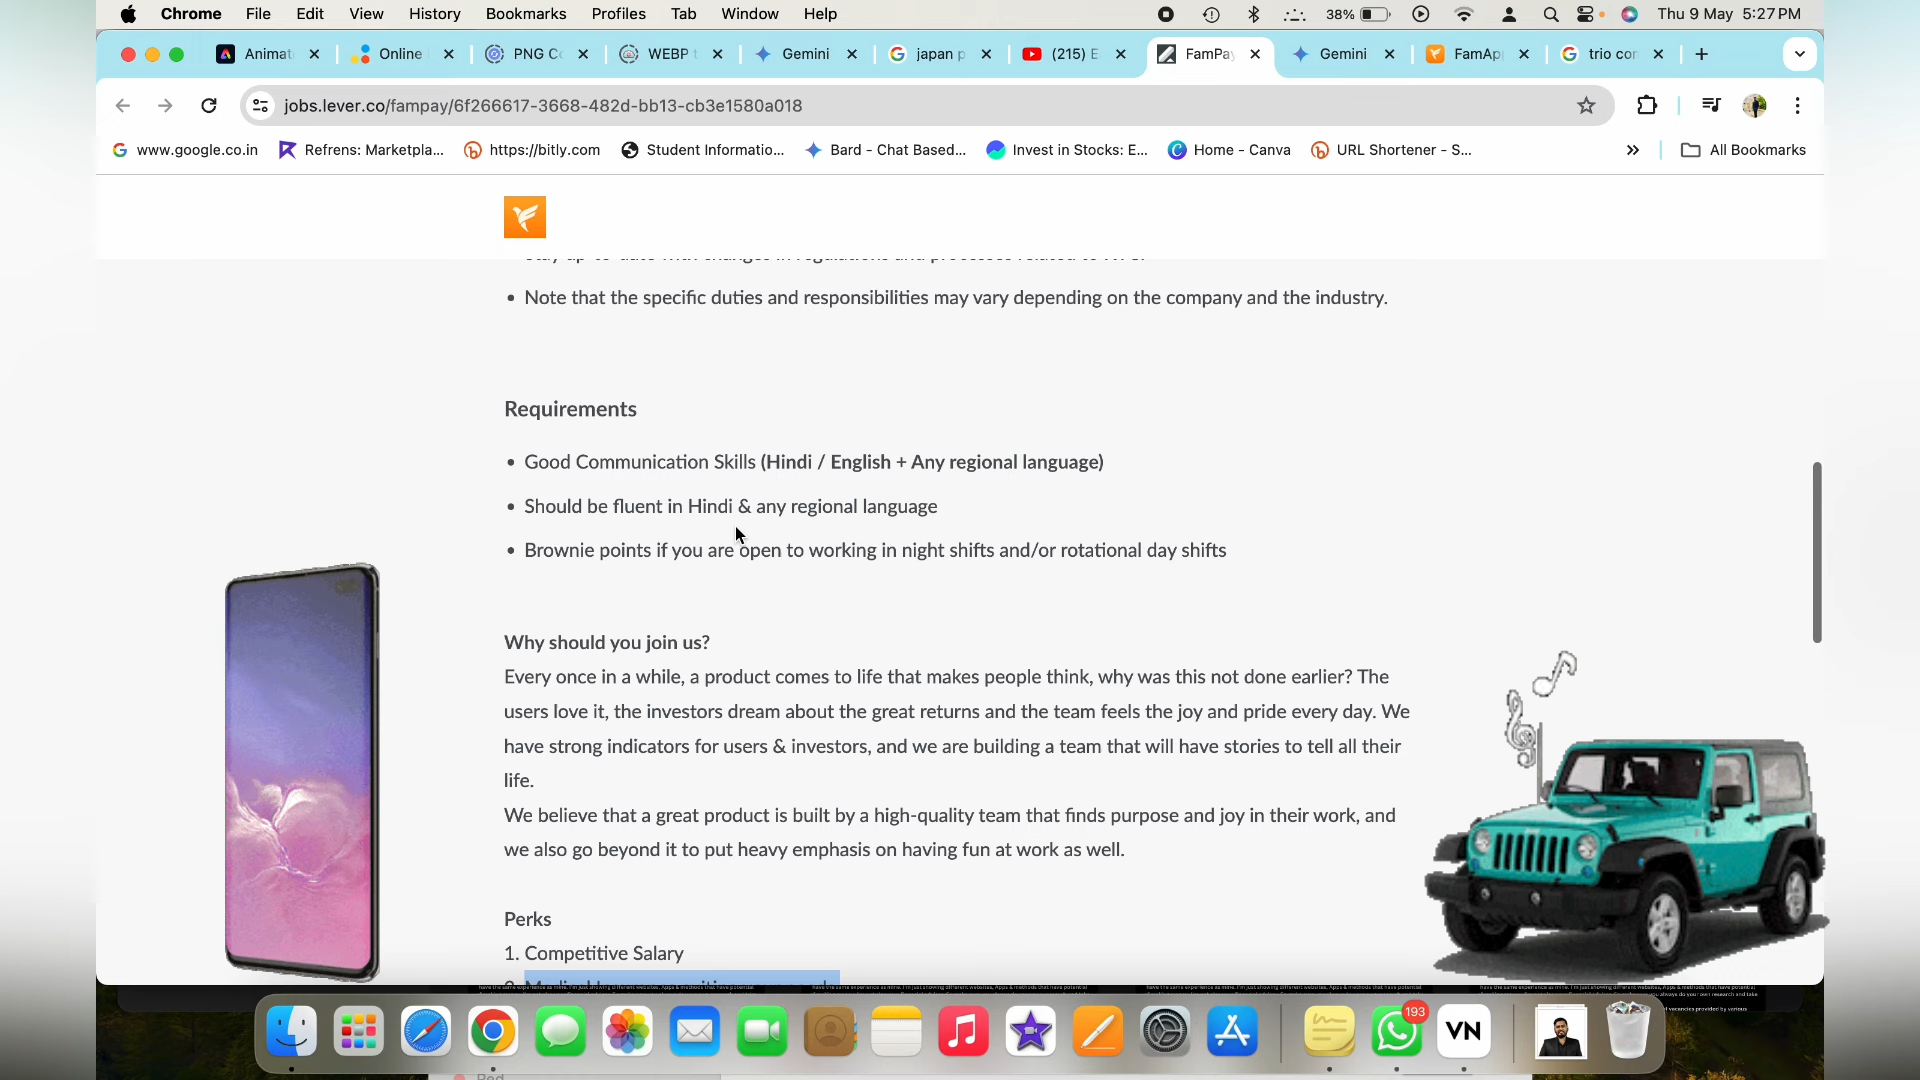 Chrome File Edit View History Bookmarks Profiles Tab Window Help 38% Thu 9 May 5:27 PM
Animat Online PNG Co WEBP t Gemini japan p (215) E FamPay Gemini FamAp trio con
jobs.lever.co/fampay/6f266617-3668-482d-bb13-cb3e1580a018
www.google.co.in Refrens: Marketpla... https://bitly.com Student Informatio... Bard - Chat Based... Invest in Stocks: E... Home - Canva URL Shortener - S... » All Bookmarks
• Note that the specific duties and responsibilities may vary depending on the company and the industry.
Requirements
• Good Communication Skills (Hindi / English + Any regional language)
• Should be fluent in Hindi & any regional language
• Brownie points if you are open to working in night shifts and/or rotational day shifts
Why should you join us?
Every once in a while, a product comes to life that makes people think, why was this not done earlier? The
users love it, the investors dream about the great returns and the team feels the joy and pride every day. We
have strong indicators for users & investors, and we are building a team that will have stories to tell all their
life.
We believe that a great product is built by a high-quality team that finds purpose and joy in their work, and
we also go beyond it to put heavy emphasis on having fun at work as well.
Perks
1. Competitive Salary
193
VN